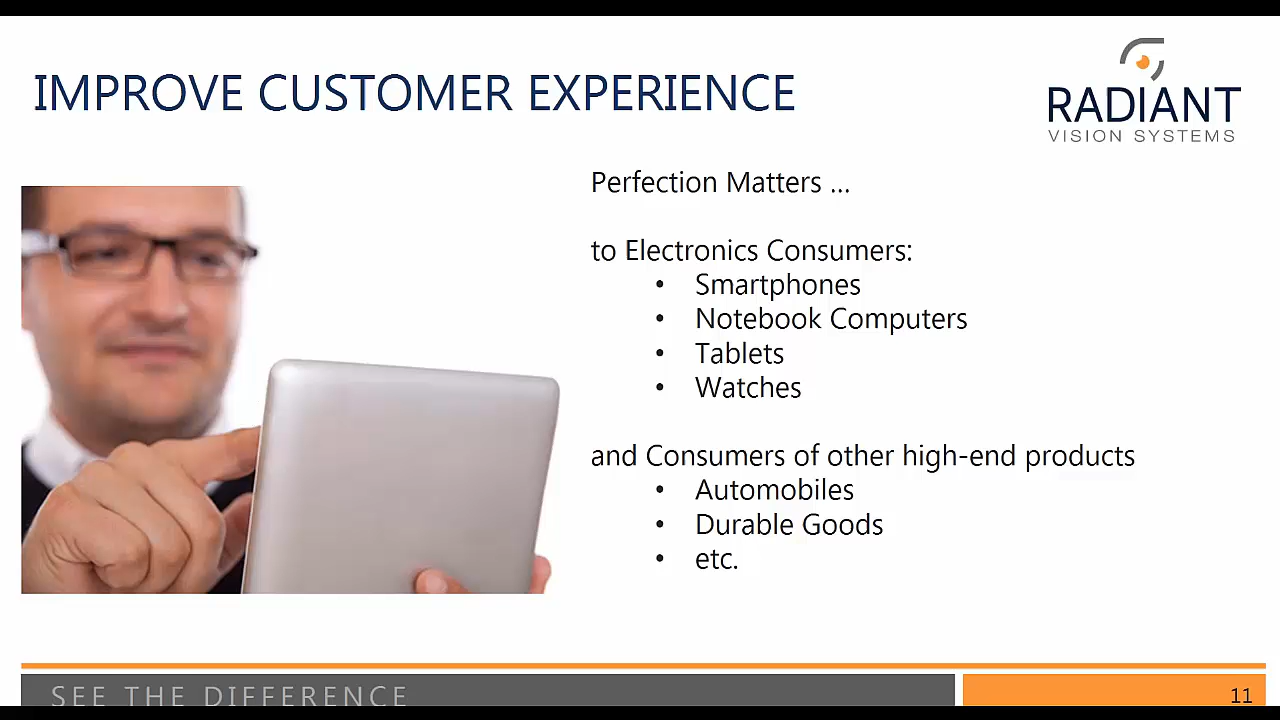 IMPROVE CUSTOMER EXPERIENCE
RADIANT
VISION SYSTEMS
Perfection Matters ...
to Electronics Consumers:
• Smartphones
• Notebook Computers
• Tablets
• Watches
and Consumers of other high-end products
• Automobiles
• Durable Goods
• etc.
SEE THE DIFFERENCE
11